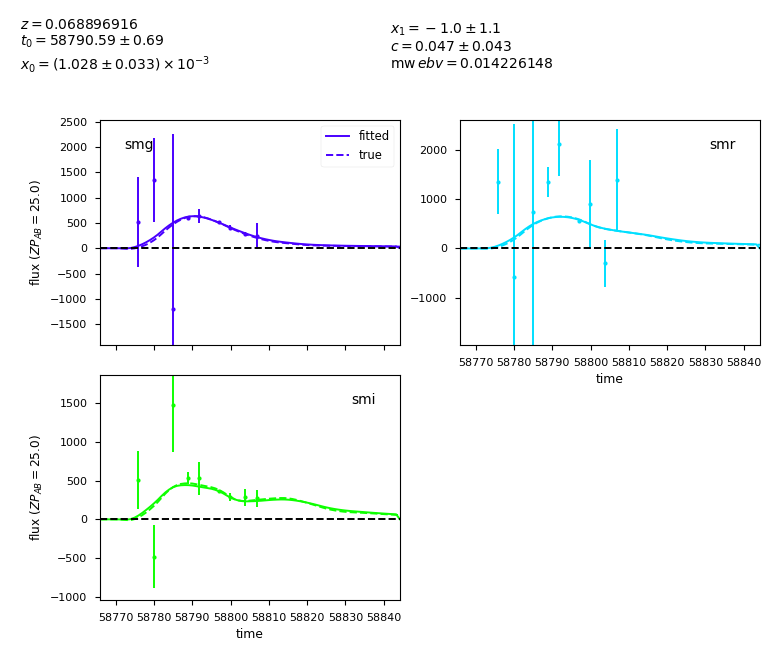 z = 0.068896916
t₀ = 58790.59 ± 0.69
x₀ = (1.028 ± 0.033) × 10⁻³
x₁ = −1.0 ± 1.1
c = 0.047 ± 0.043
mw ebv = 0.014226148
smg
fitted
true
2500
2000
1500
1000
500
0
−500
−1000
−1500
flux (ZP_AB = 25.0)
smr
2000
1000
0
−1000
58770 58780 58790 58800 58810 58820 58830 58840
time
smi
1500
1000
500
0
−500
−1000
flux (ZP_AB = 25.0)
58770 58780 58790 58800 58810 58820 58830 58840
time